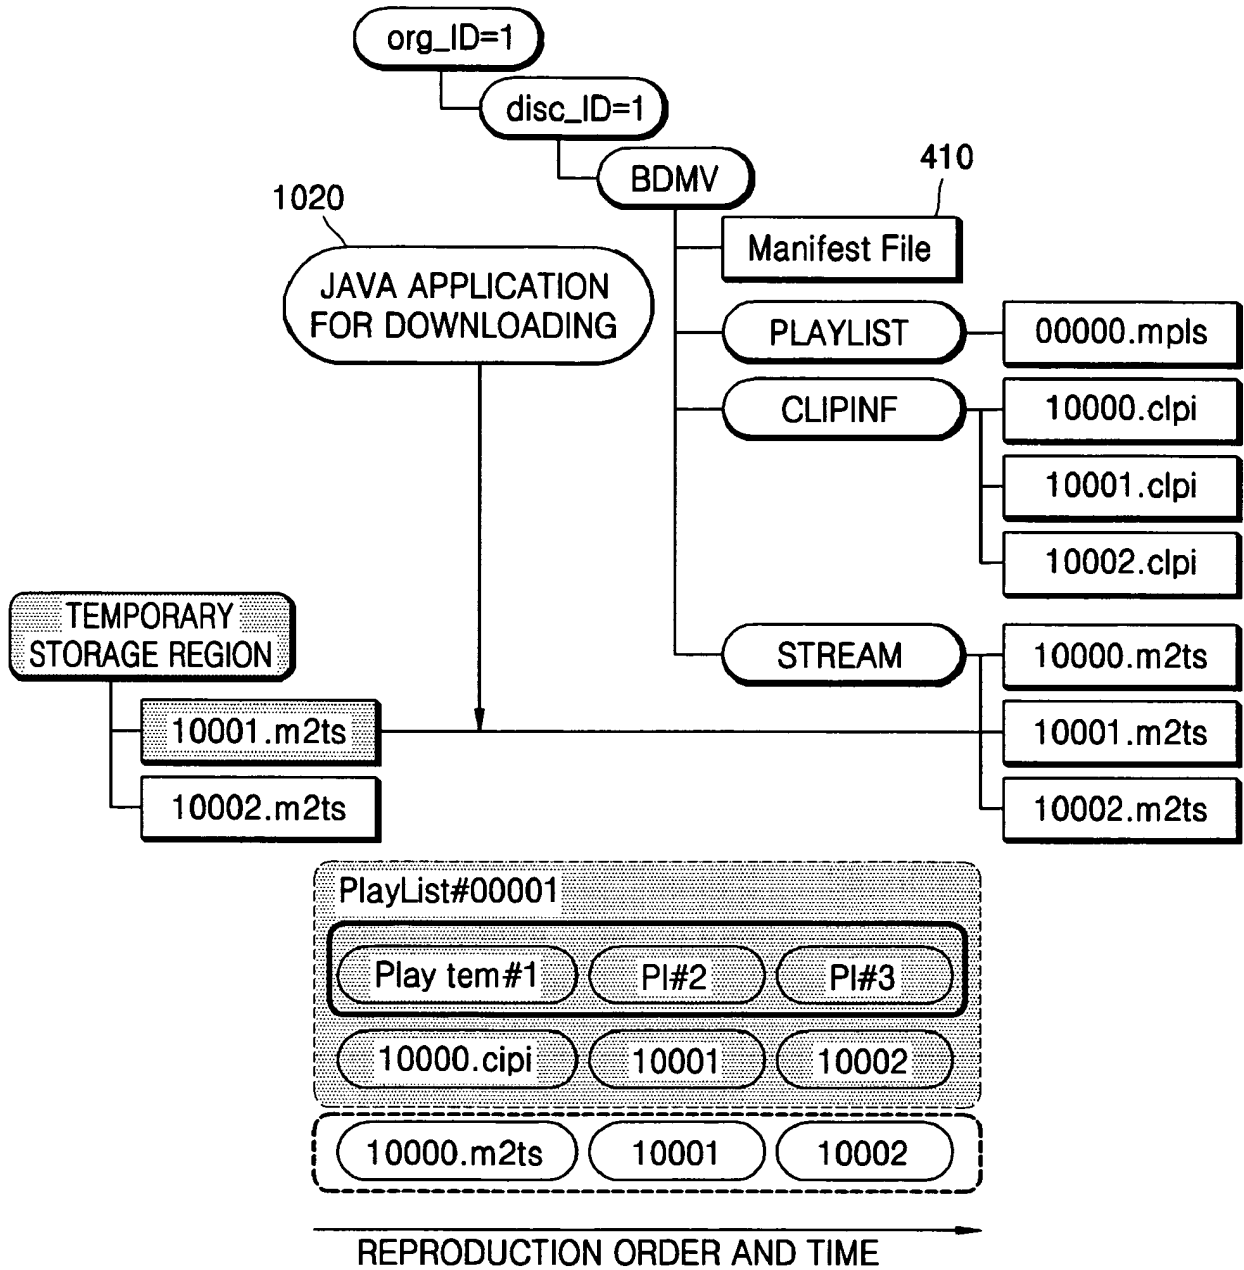 org_ID=1
disc_ID=1
BDMV
410
1020
Manifest File
JAVA APPLICATION
FOR DOWNLOADING
PLAYLIST
00000.mpls
CLIPINF
10000.clpi
10001.clpi
10002.clpi
TEMPORARY
STORAGE REGION
STREAM
10000.m2ts
10001.m2ts
10001.m2ts
10002.m2ts
10002.m2ts
PlayList#00001
Play tem#1
PI#2
PI#3
10000.cipi
10001
10002
10000.m2ts
10001
10002
REPRODUCTION ORDER AND TIME